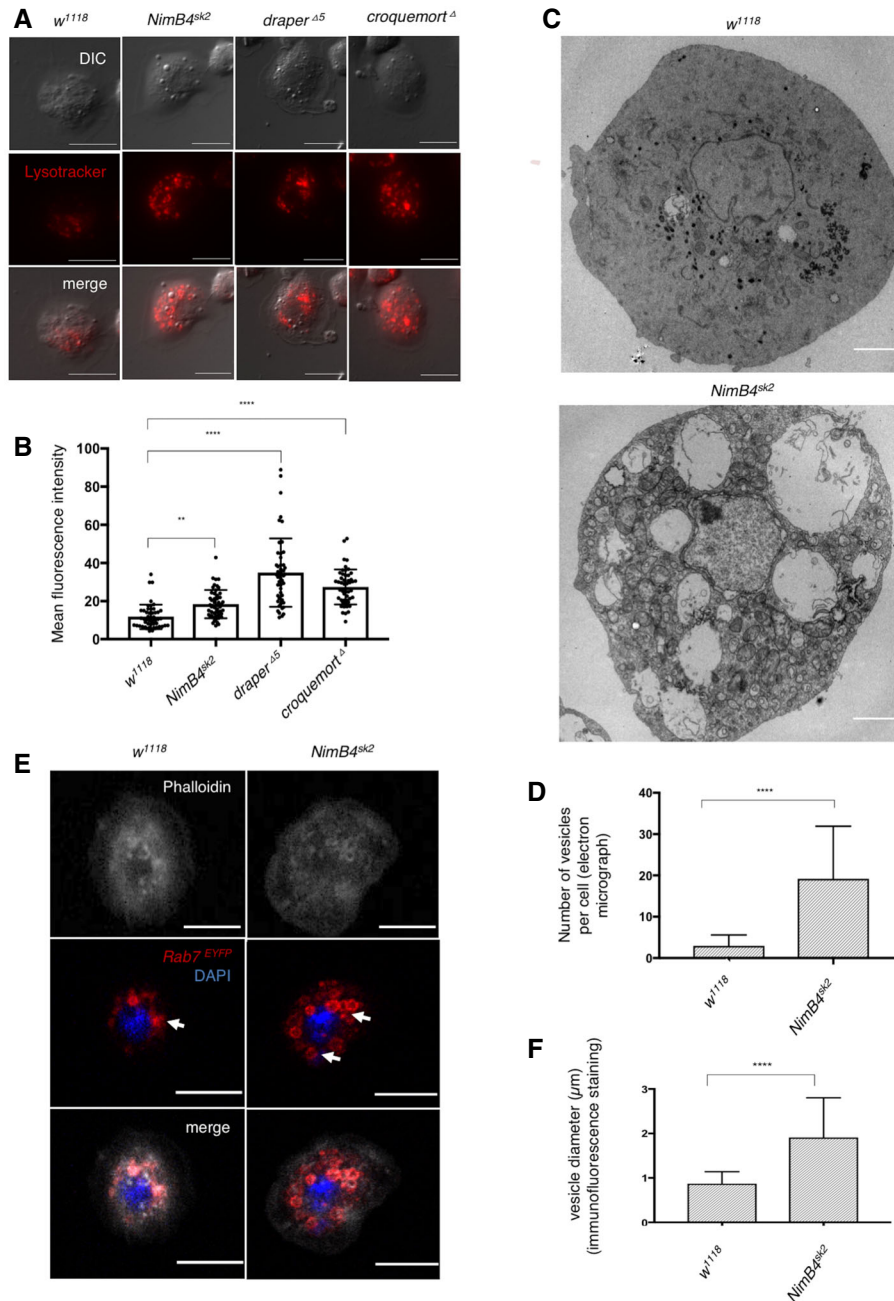 A
w1118 NimB4sk2 draper Δ5 croquemort Δ
DIC
Lysotracker
merge
B
****
****
**
Mean fluorescence intensity
100
80
60
40
20
0
w1118
NimB4sk2
draper Δ5
croquemort Δ
C
w1118
NimB4sk2
D
****
Number of vesicles
per cell (electron
micrograph)
40
30
20
10
0
w1118
NimB4sk2
E
w1118 NimB4sk2
Phalloidin
Rab7 EYFP
DAPI
merge
F
****
vesicle diameter (µm)
(immunofluorescence staining)
3
2
1
0
w1118
NimB4sk2